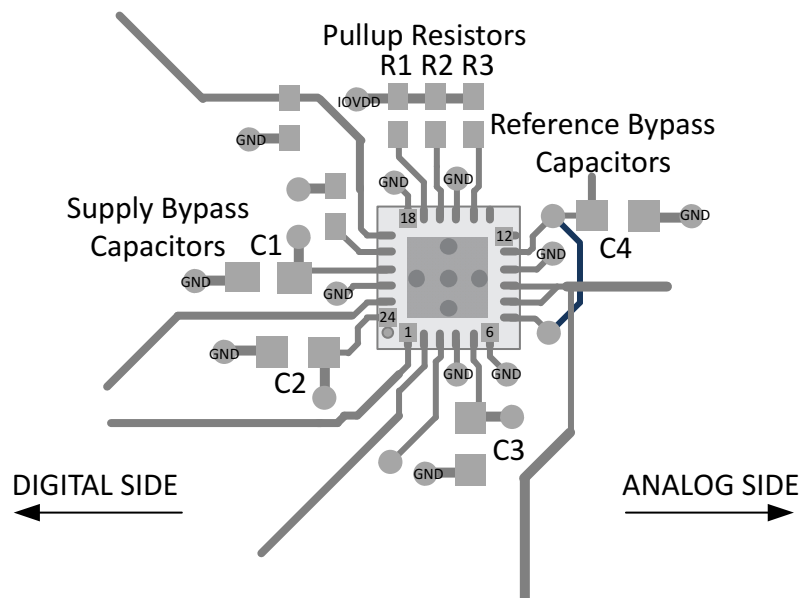 Pullup Resistors
R1 R2 R3
IOVDD
GND
Reference Bypass
Capacitors
GND
GND
Supply Bypass
Capacitors
C1
18
12
GND
C4
GND
GND
GND
24
1
6
GND
C2
GND
GND
C3
GND
DIGITAL SIDE
ANALOG SIDE